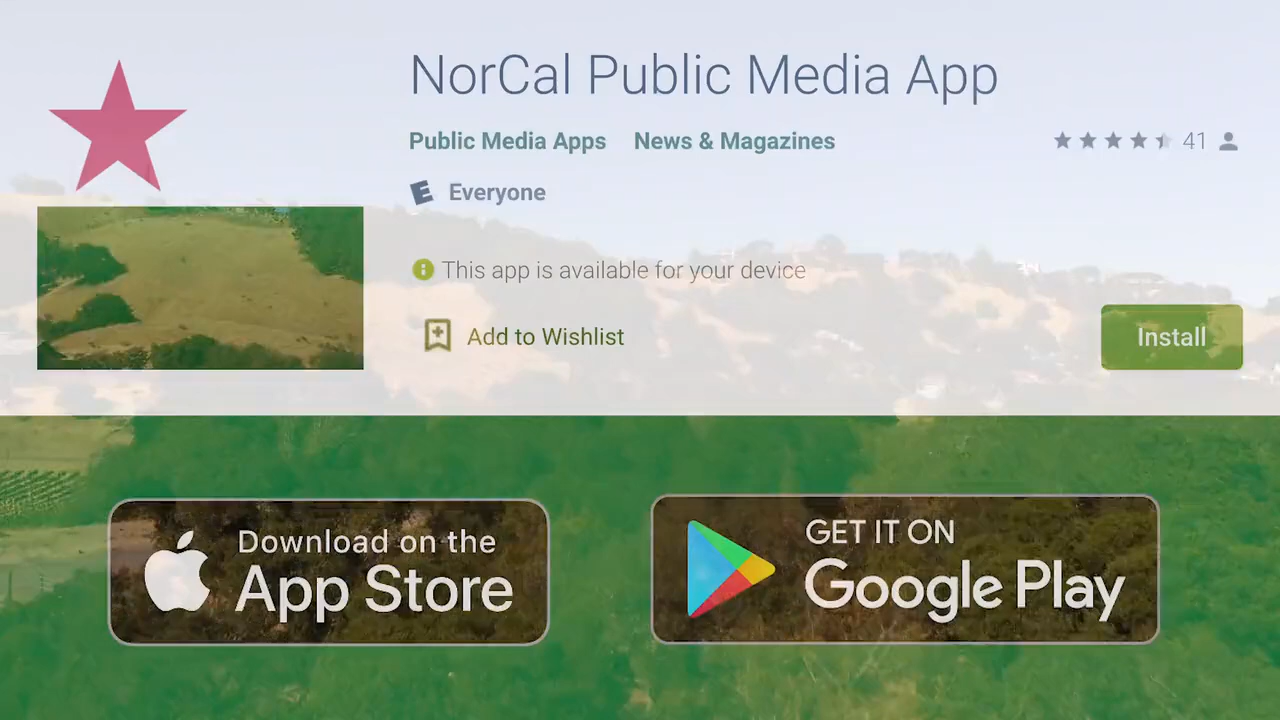 NorCal Public Media App
Public Media Apps News & Magazines
41
E Everyone
This app is available for your device
Add to Wishlist
Install
Download on the
App Store
GET IT ON
Google Play